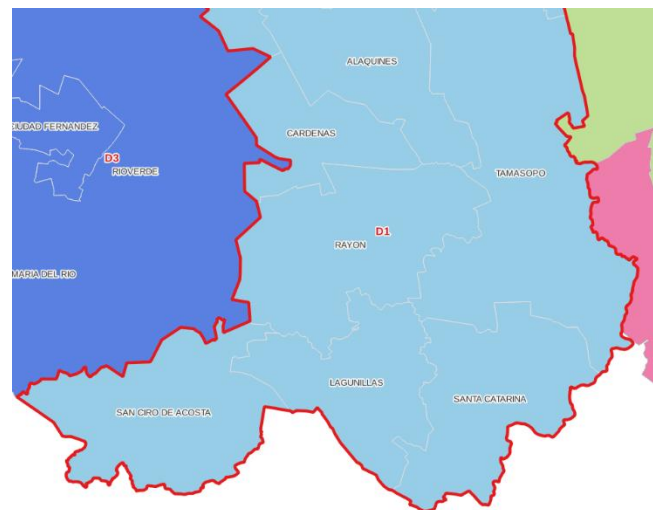 ALAQUINES
CIUDAD FERNANDEZ
CARDENAS
D3
RIOVERDE
TAMASOPO
D1
RAYON
MARIA DEL RIO
LAGUNILLAS
SANTA CATARINA
SAN CIRO DE ACOSTA